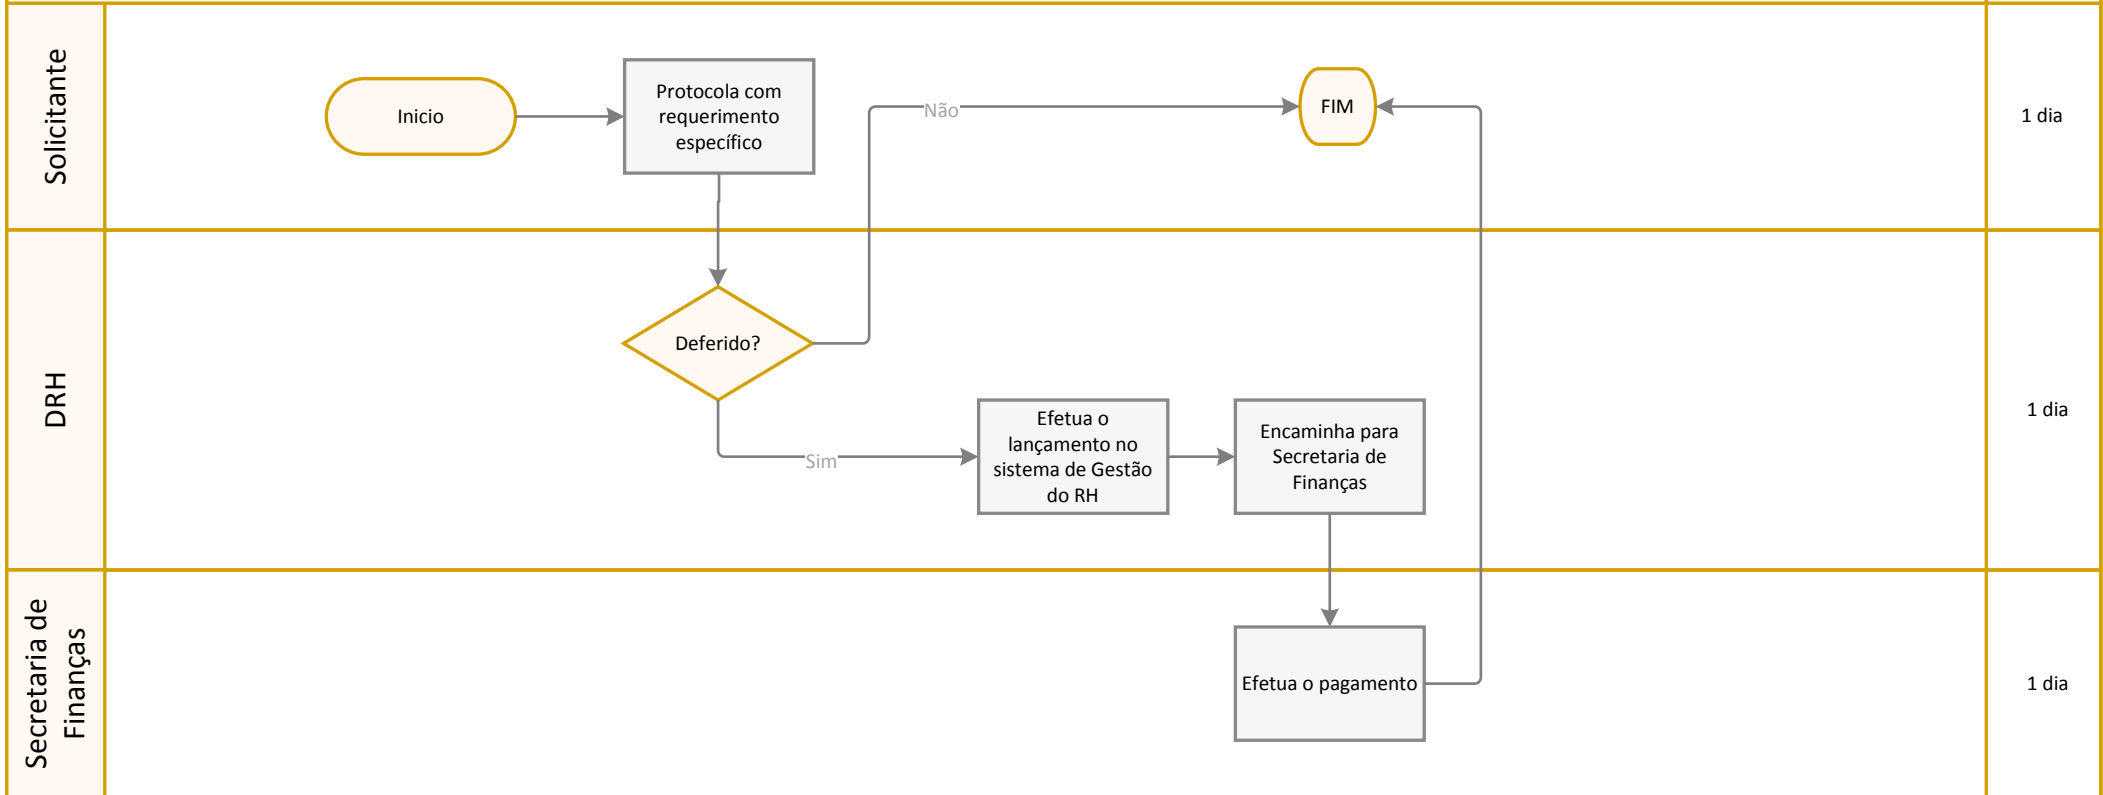 Solicitante
Inicio
Protocola com
requerimento
específico
Não
FIM
1 dia
DRH
Deferido?
Sim
Efetua o
lançamento no
sistema de Gestão
do RH
Encaminha para
Secretaria de
Finanças
1 dia
Secretaria de
Finanças
Efetua o pagamento
1 dia